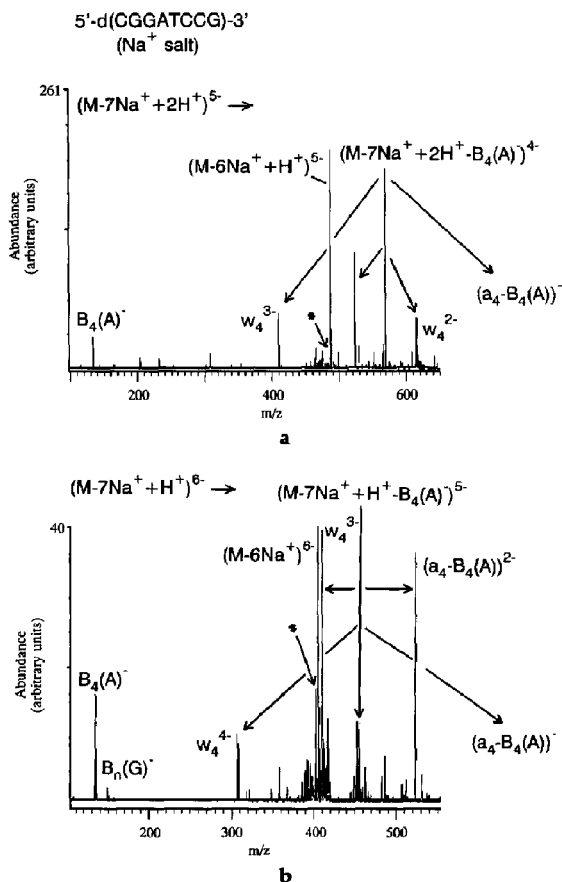 5'-d(CGGATCCG)-3'
(Na⁺ salt)
261
(M-7Na⁺+2H⁺)⁵⁻
(M-6Na⁺+H⁺)⁵⁻
(M-7Na⁺+2H⁺-B₄(A)⁻)⁴⁻
Abundance
(arbitrary units)
B₄(A)⁻
w₄³⁻
*
w₄²⁻
(a₄-B₄(A))⁻
200
400
600
m/z
a
(M-7Na⁺+H⁺)⁶⁻
(M-7Na⁺+H⁺-B₄(A)⁻)⁵⁻
40
(M-6Na⁺)⁶⁻
w₄³⁻
(a₄-B₄(A))²⁻
*
Abundance
(arbitrary units)
B₄(A)⁻
Bₙ(G)⁻
w₄⁴⁻
(a₄-B₄(A))⁻
200
300
400
500
m/z
b